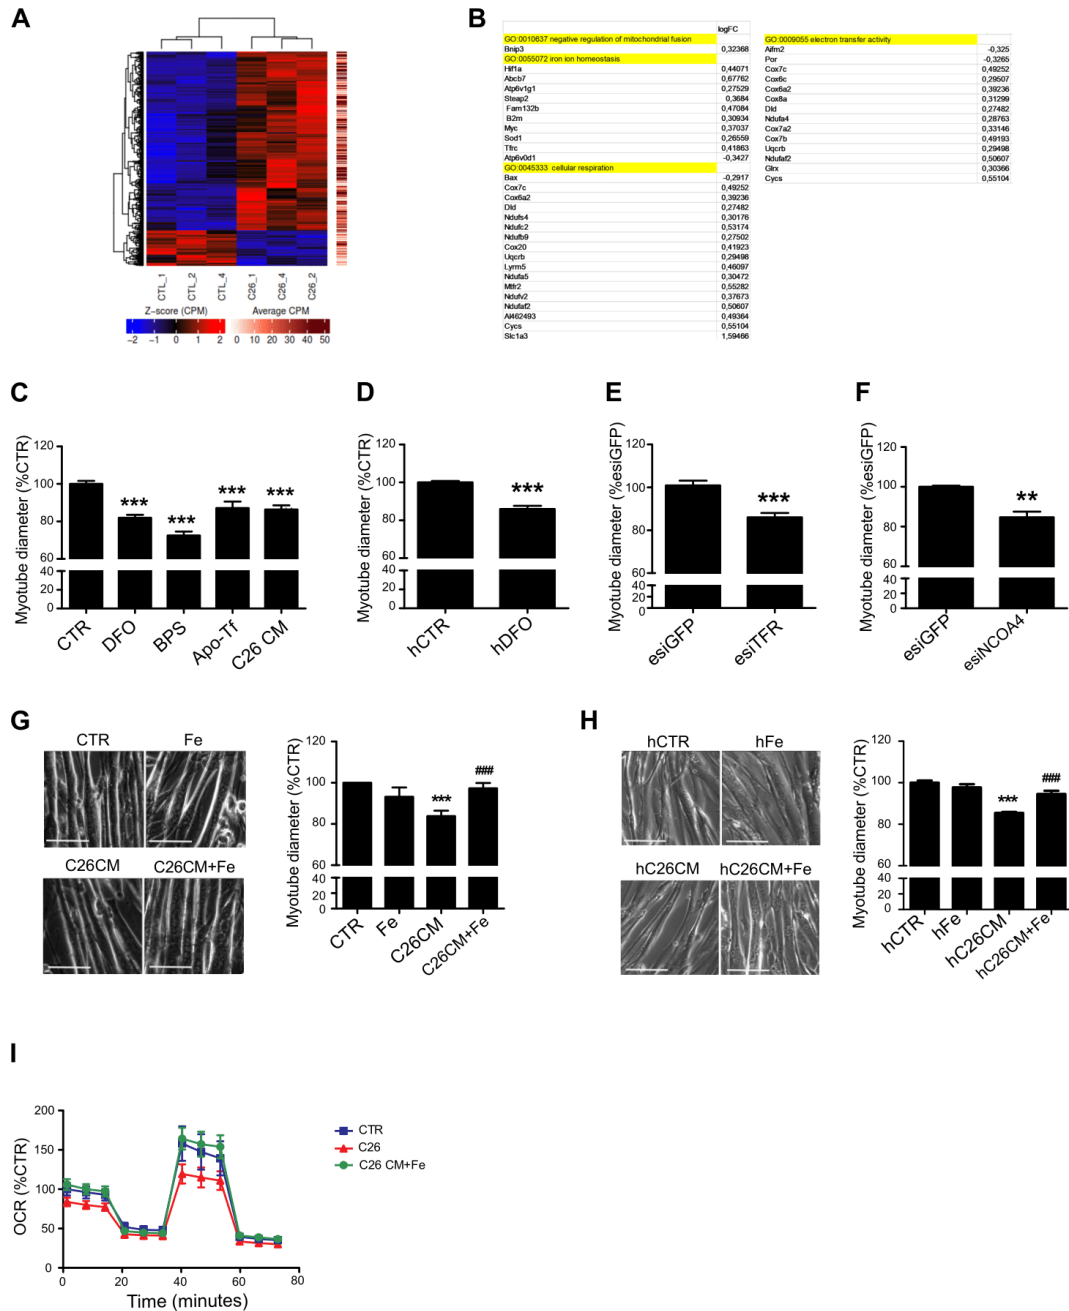 A
CTL_1
CTL_2
CTL_4
C26_1
C26_4
C26_2
Z-score (CPM)
Average CPM
−2 −1 0 1 2
0 10 20 30 40 50
B
logFC
GO:0010637 negative regulation of mitochondrial fusion
Bnip3 0,32368
GO:0055072 iron ion homeostasis
Hif1a 0,44071
Abcb7 0,67762
Atp6v1g1 0,27529
Steap2 0,3684
Fam132b 0,47084
B2m 0,30934
Myc 0,37037
Sod1 0,26559
Tfrc 0,41863
Atp6v0d1 -0,3427
GO:0045333 cellular respiration
Bax -0,2917
Cox7c 0,49252
Cox6a2 0,39236
Dld 0,27482
Ndufs4 0,30176
Ndufc2 0,53174
Ndufb9 0,27502
Cox20 0,41923
Uqcrb 0,29498
Lyrm5 0,46097
Ndufa5 0,30472
Mtfr2 0,55282
Ndufv2 0,37673
Ndufaf2 0,50607
AI462493 0,49364
Cycs 0,55104
Slc1a3 1,59466
GO:0009055 electron transfer activity
Aifm2 -0,325
Por -0,3265
Cox7c 0,49252
Cox6c 0,29507
Cox6a2 0,39236
Cox8a 0,31299
Dld 0,27482
Ndufa4 0,28763
Cox7a2 0,33146
Cox7b 0,49193
Uqcrb 0,29498
Ndufaf2 0,50607
Glrx 0,30366
Cycs 0,55104
C
Myotube diameter (%CTR)
120
100
80
60
40
20
0
***
***
***
***
CTR
DFO
BPS
Apo-Tf
C26 CM
D
Myotube diameter (%CTR)
120
100
80
60
40
20
0
***
hCTR
hDFO
E
Myotube diameter (%esiGFP)
120
100
80
60
40
20
0
***
esiGFP
esiTFR
F
Myotube diameter (%esiGFP)
120
100
80
60
40
20
0
**
esiGFP
esiNCOA4
G
CTR
Fe
C26CM
C26CM+Fe
Myotube diameter (%CTR)
120
100
80
60
40
20
0
***
###
CTR
Fe
C26CM
C26CM+Fe
H
hCTR
hFe
hC26CM
hC26CM+Fe
Myotube diameter (%CTR)
120
100
80
60
40
20
0
***
###
hCTR
hFe
hC26CM
hC26CM+Fe
I
OCR (%CTR)
200
150
100
50
0
0 20 40 60 80
Time (minutes)
CTR
C26
C26 CM+Fe